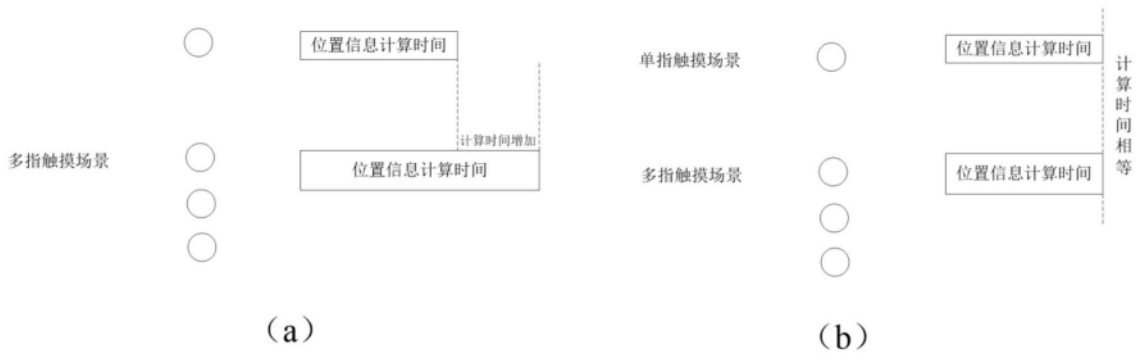 位置信息计算时间
计算时间增加
多指触摸场景
位置信息计算时间
(a)
单指触摸场景
位置信息计算时间
计算时间相等
多指触摸场景
位置信息计算时间
(b)